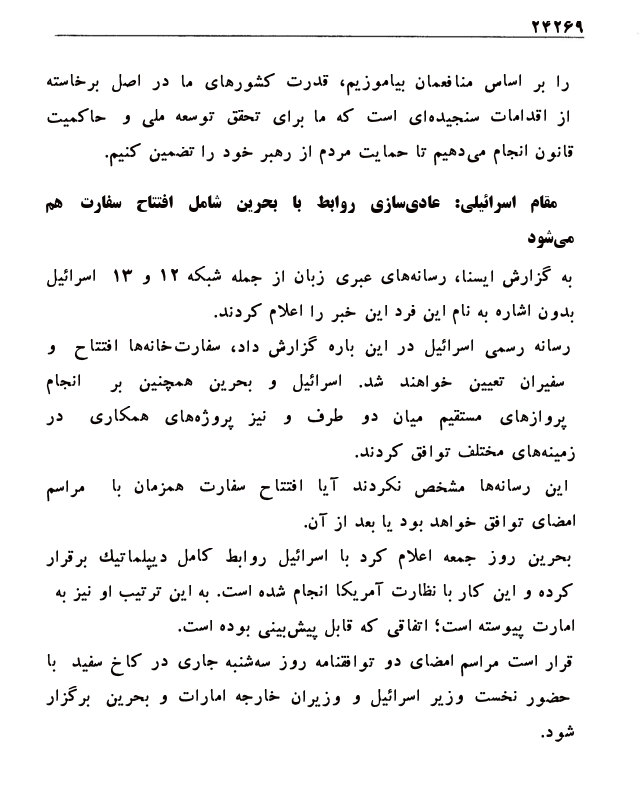 ۲۴۲۶۹
را بر اساس منافعمان بیاموزیم، قدرت کشورهای ما در اصل برخاسته
از اقدامات سنجیده‌ای است که ما برای تحقق توسعه ملی و حاکمیت
قانون انجام می‌دهیم تا حمایت مردم از رهبر خود را تضمین کنیم.
مقام اسرائیلی: عادی‌سازی روابط با بحرین شامل افتتاح سفارت هم
می‌شود
به گزارش ایسنا، رسانه‌های عبری زبان از جمله شبکه ۱۲ و ۱۳ اسرائیل
بدون اشاره به نام این فرد این خبر را اعلام کردند.
رسانه رسمی اسرائیل در این باره گزارش داد، سفارت‌خانه‌ها افتتاح و
سفیران تعیین خواهند شد. اسرائیل و بحرین همچنین بر انجام
پروازهای مستقیم میان دو طرف و نیز پروژه‌های همکاری در
زمینه‌های مختلف توافق کردند.
این رسانه‌ها مشخص نکردند آیا افتتاح سفارت همزمان با مراسم
امضای توافق خواهد بود یا بعد از آن.
بحرین روز جمعه اعلام کرد با اسرائیل روابط کامل دیپلماتیك برقرار
کرده و این کار با نظارت آمریکا انجام شده است. به این ترتیب او نیز به
امارت پیوسته است؛ اتفاقی که قابل پیش‌بینی بوده است.
قرار است مراسم امضای دو توافقنامه روز سه‌شنبه جاری در کاخ سفید با
حضور نخست وزیر اسرائیل و وزیران خارجه امارات و بحرین برگزار
شود.